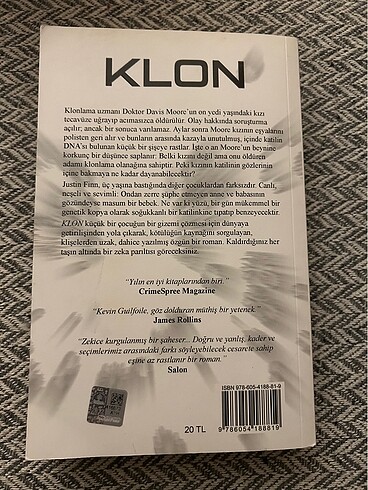 KLON
Klonlama uzmanı Doktor Davis Moore'un on yedi yaşındaki kızı
tecavüze uğrayıp acımasızca öldürülür. Olay hakkında soruşturma
açılır; ancak bir sonuca varılamaz. Aylar sonra Moore kızının eşyalarını
polisten geri alır ve bunların arasında kazayla unutulmuş, içinde katilin
DNA'sı bulunan küçük bir şişeye rastlar. İşte o an Moore'un beynine
korkunç bir düşünce saplanır: Belki kızını değil ama onu öldüren
adamı klonlama olanağına sahiptir. Peki kızının katilinin gözlerinin
içine bakmaya ne kadar dayanabilecektir?
Justin Finn, üç yaşına bastığında diğer çocuklardan farksızdır. Canlı,
neşeli ve sevimli. Ondan zerre şüphe etmeyen anne ve babasının
gözündeyse masum bir bebek. Ne var ki yüzü, bir gün mükemmel bir
genetik kopya olarak soğukkanlı bir katilinkine tıpatıp benzeyecektir.
KLON küçük bir çocuğun bir gizemi çözmesi için dünyaya
getirilişinden yola çıkarak, kötülüğün kaynağını sorgulayan,
klişelerden uzak, dahice yazılmış özgün bir roman. Kaldırdığınız her
taşın altında bir zeka parıltısı göreceksiniz.
"Yılın en iyi kitaplarından biri."
CrimeSpree Magazine
"Kevin Guilfoile, göz dolduran müthiş bir yetenek."
James Rollins
"Zekice kurgulanmış bir şaheser... Doğru ve yanlış, kader ve
seçimlerimiz arasındaki farkı söyleyebilecek cesarete sahip
eşine az rastlanır bir roman."
Salon
ISBN 978-605-4188-81-9
20 TL
9 786054 188819